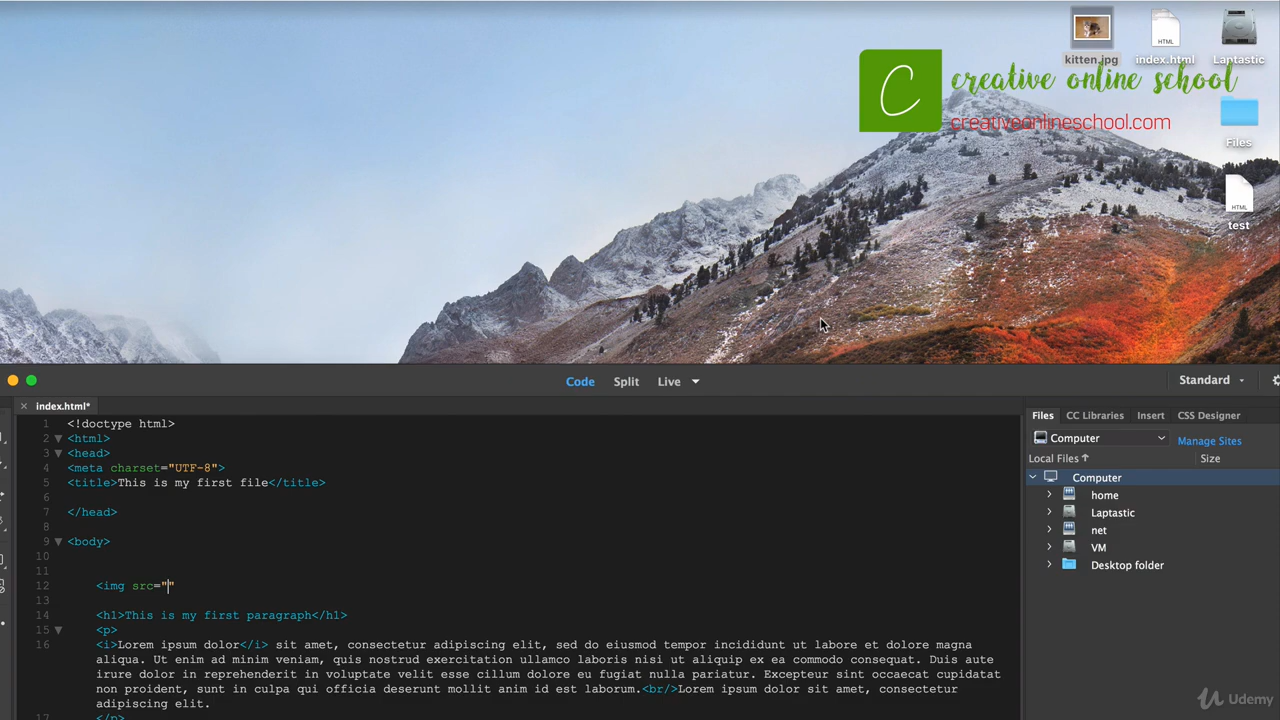 kitten.jpg
index.html
Laptastic
HTML
C
creative online school
creativeonlineschool.com
Files
HTML
test
Code
Split
Live
Standard
index.html*
Files
CC Libraries
Insert
CSS Designer
Computer
Manage Sites
Local Files
Size
Computer
home
Laptastic
net
VM
Desktop folder
1 <!doctype html>
2 <html>
3 <head>
4 <meta charset="UTF-8">
5 <title>This is my first file</title>
6
7 </head>
8
9 <body>
10
11
12 <img src=""
13
14 <h1>This is my first paragraph</h1>
15 <p>
16 <i>Lorem ipsum dolor</i> sit amet, consectetur adipiscing elit, sed do eiusmod tempor incididunt ut labore et dolore magna
aliqua. Ut enim ad minim veniam, quis nostrud exercitation ullamco laboris nisi ut aliquip ex ea commodo consequat. Duis aute
irure dolor in reprehenderit in voluptate velit esse cillum dolore eu fugiat nulla pariatur. Excepteur sint occaecat cupidatat
non proident, sunt in culpa qui officia deserunt mollit anim id est laborum.<br/>Lorem ipsum dolor sit amet, consectetur
adipiscing elit.
17 </p>
Udemy